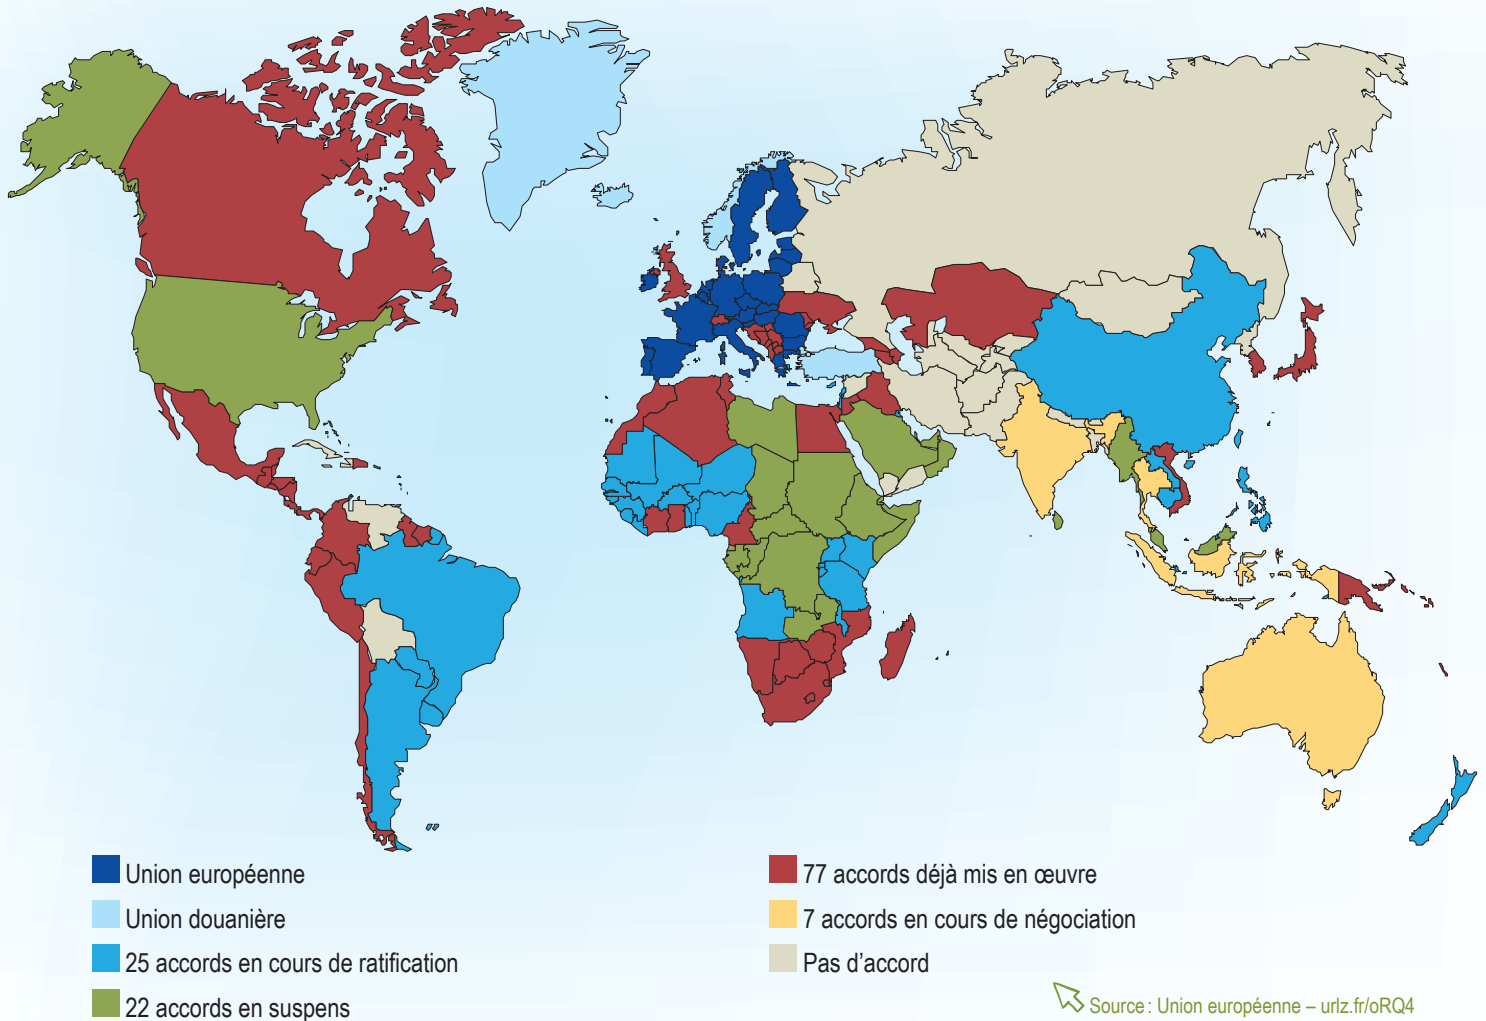 Union européenne
Union douanière
25 accords en cours de ratification
22 accords en suspens
77 accords déjà mis en œuvre
7 accords en cours de négociation
Pas d’accord
Source : Union européenne – urlz.fr/oRQ4